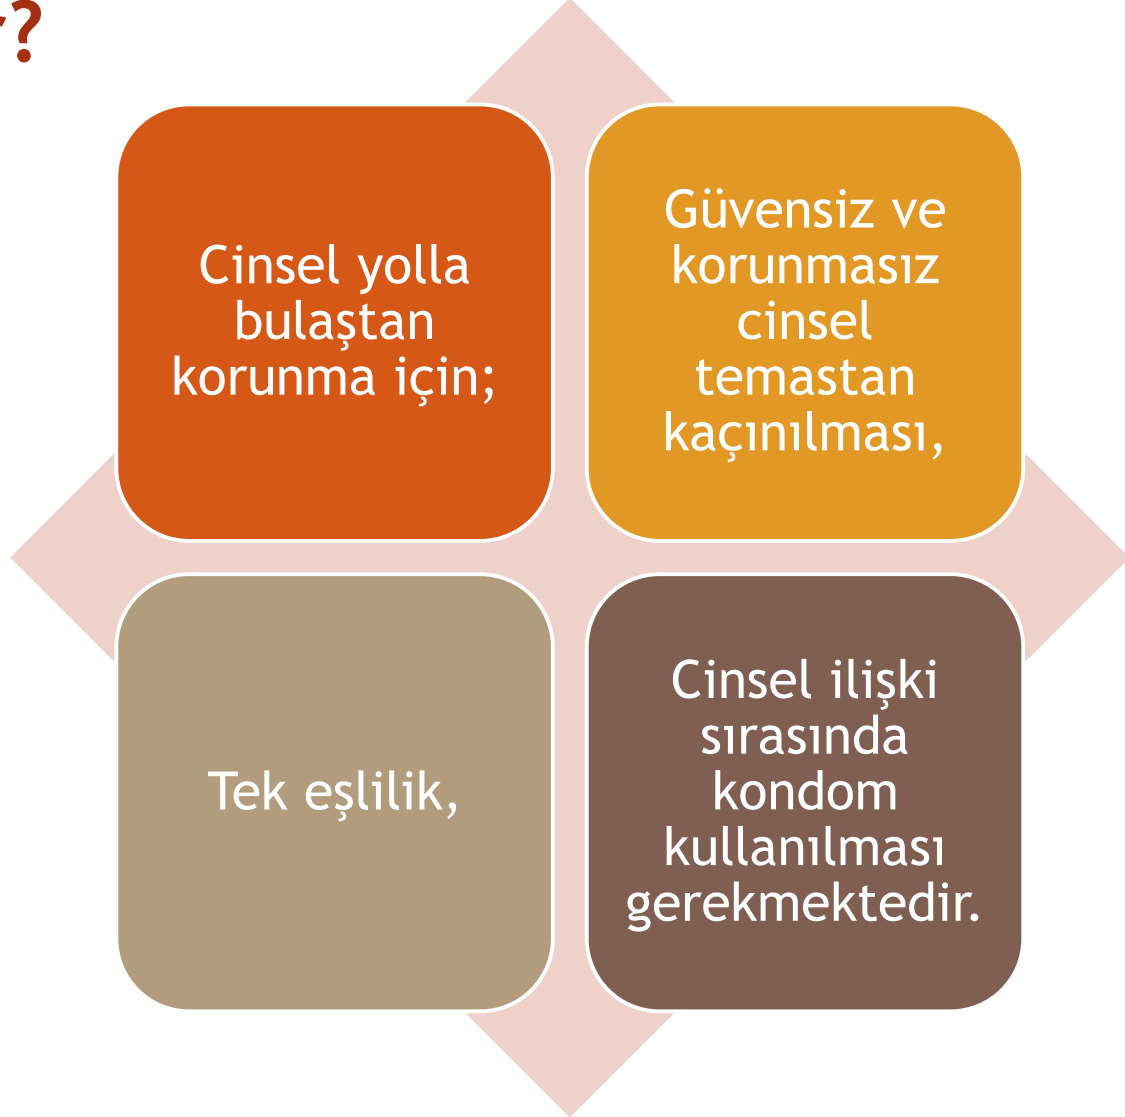 ?
Cinsel yolla
bulaştan
korunma için;
Güvensiz ve
korunmasız
cinsel
temastan
kaçınılması,
Tek eşlilik,
Cinsel ilişki
sırasında
kondom
kullanılması
gerekmektedir.